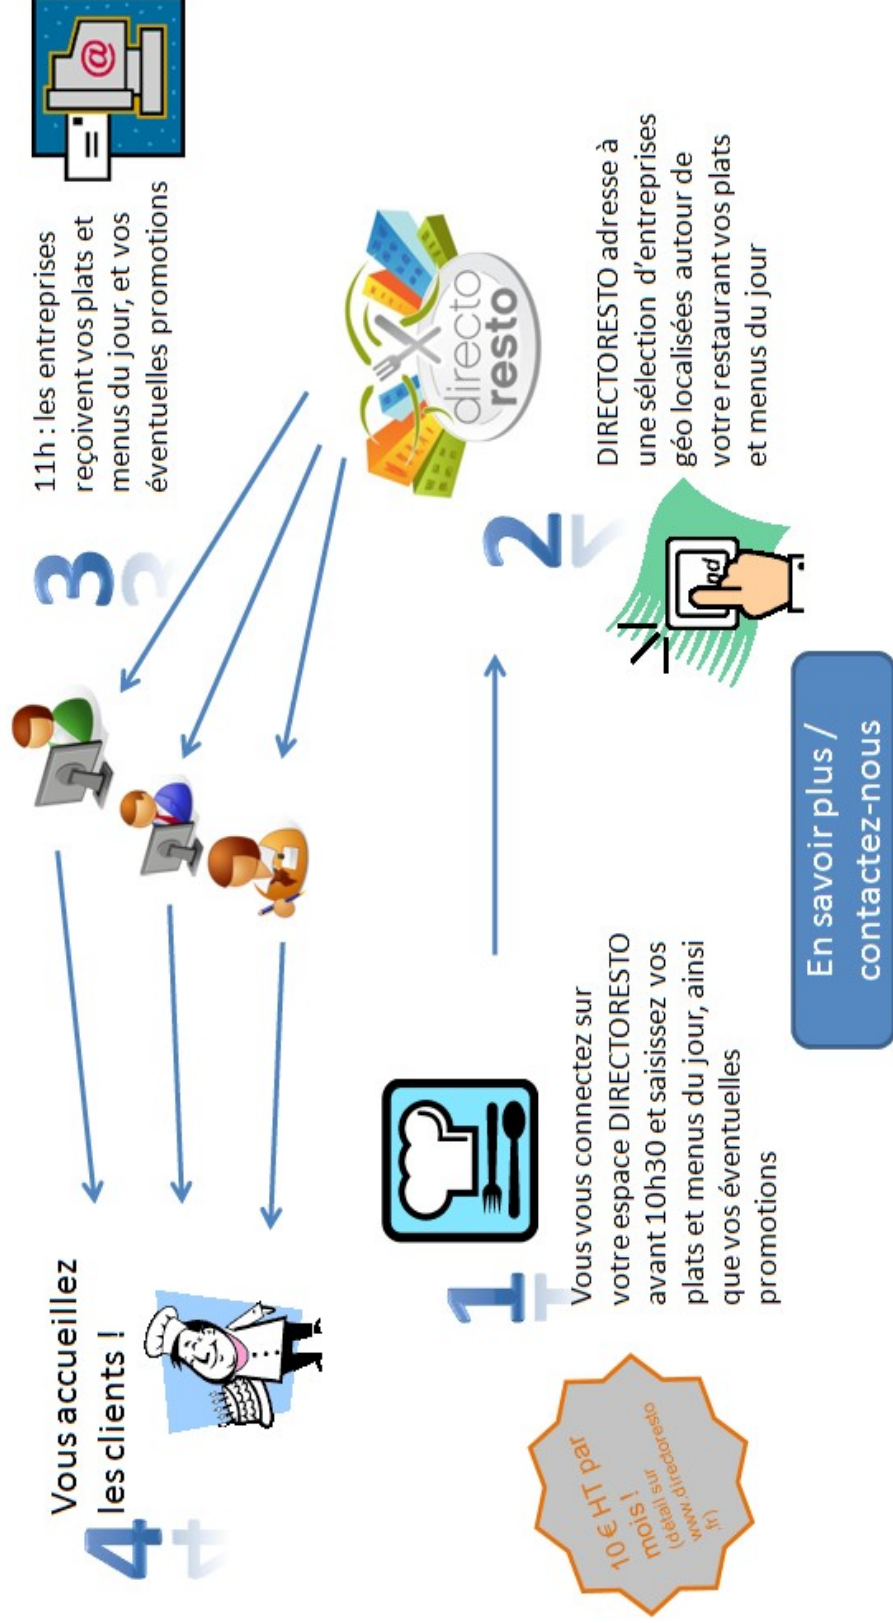 4
Vous accueillez
les clients !
3
11h : les entreprises
reçoivent vos plats et
menus du jour, et vos
éventuelles promotions
@
directo
resto
1
Vous vous connectez sur
votre espace DIRECTORESTO
avant 10h30 et saisissez vos
plats et menus du jour, ainsi
que vos éventuelles
promotions
2
DIRECTORESTO adresse à
une sélection d'entreprises
géo localisées autour de
votre restaurant vos plats
et menus du jour
10 € HT par
mois !
(détail sur
www.directoresto
.fr)
En savoir plus /
contactez-nous